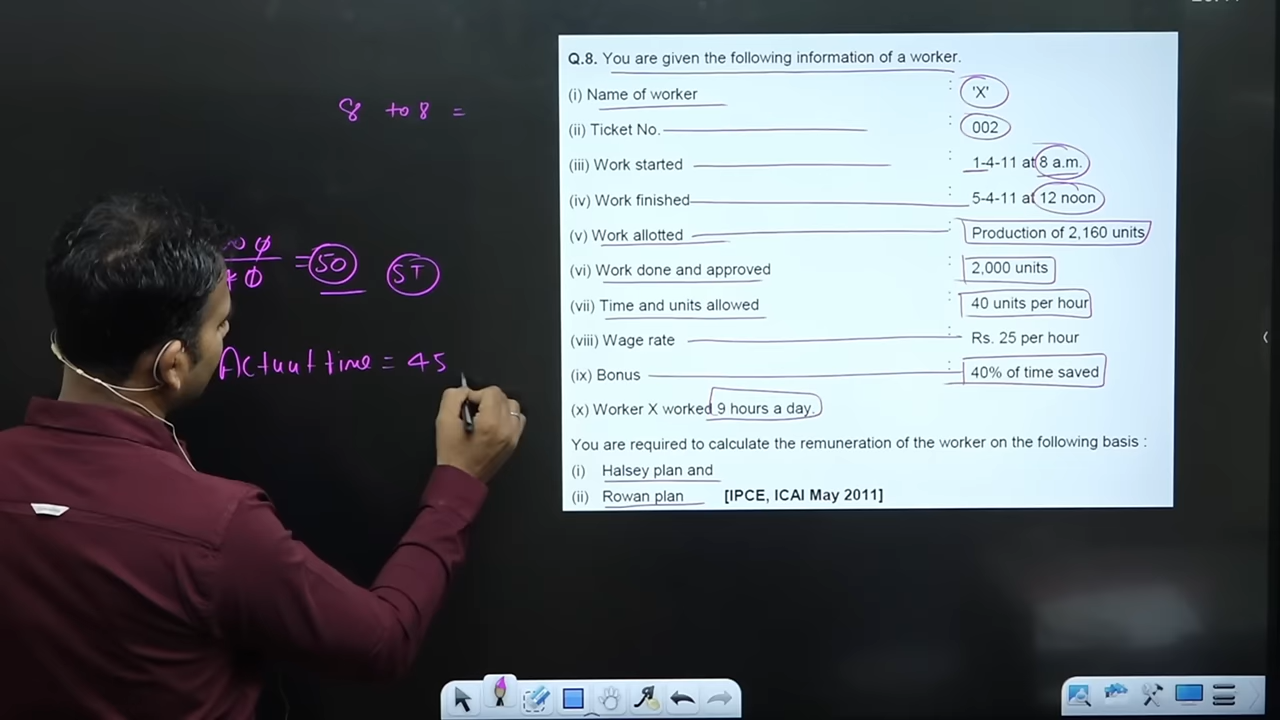 8 to 8 =
= 50 ST
Actual time = 45
Q.8. You are given the following information of a worker.
(i) Name of worker : 'X'
(ii) Ticket No. : 002
(iii) Work started : 1-4-11 at 8 a.m.
(iv) Work finished : 5-4-11 at 12 noon
(v) Work allotted : Production of 2,160 units
(vi) Work done and approved : 2,000 units
(vii) Time and units allowed : 40 units per hour
(viii) Wage rate : Rs. 25 per hour
(ix) Bonus : 40% of time saved
(x) Worker X worked 9 hours a day.
You are required to calculate the remuneration of the worker on the following basis :
(i) Halsey plan and
(ii) Rowan plan [IPCE, ICAI May 2011]